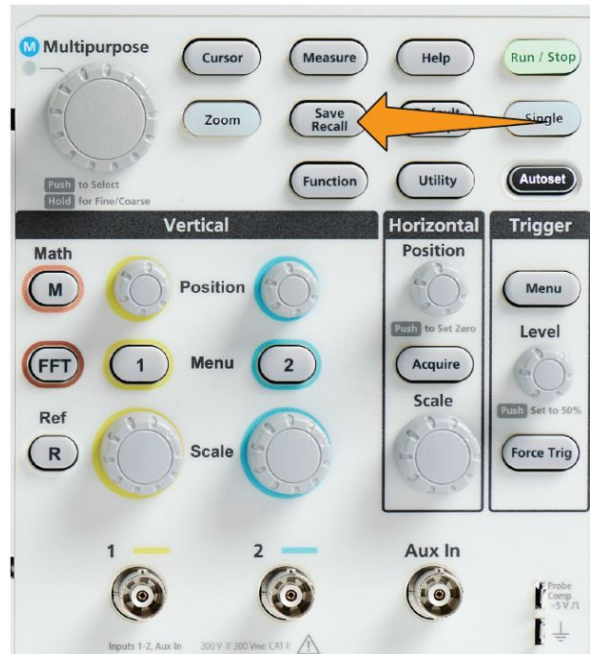 M Multipurpose
Cursor
Measure
Help
Run / Stop
Zoom
Save
Recall
Single
Push to Select
Hold for Fine/Coarse
Function
Utility
Autoset
Vertical
Horizontal
Trigger
Math
M
Position
Position
Push to Set Zero
Menu
Level
FFT
1
Menu
2
Acquire
Push Set to 50%
Ref
R
Scale
Scale
Force Trig
1
2
Aux In
Probe
Comp
~5 V
Inputs 1-2, Aux In
300 V CAT II